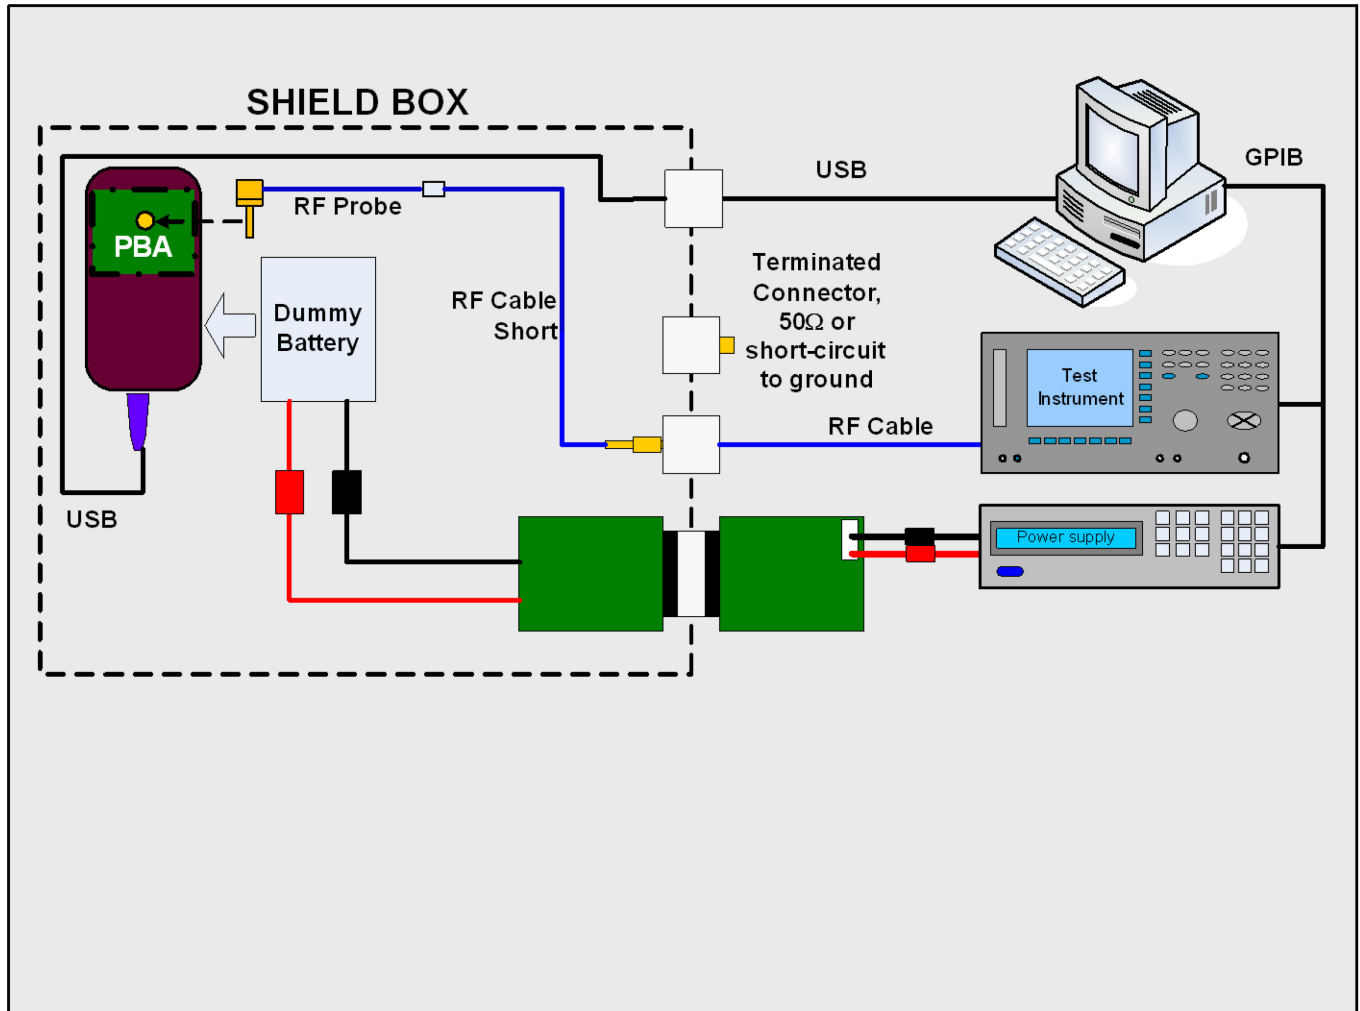 SHIELD BOX
USB
GPIB
RF Probe
PBA
Terminated
Connector,
50Ω or
short-circuit
to ground
RF Cable
Short
Dummy
Battery
Test
Instrument
RF Cable
USB
Power supply